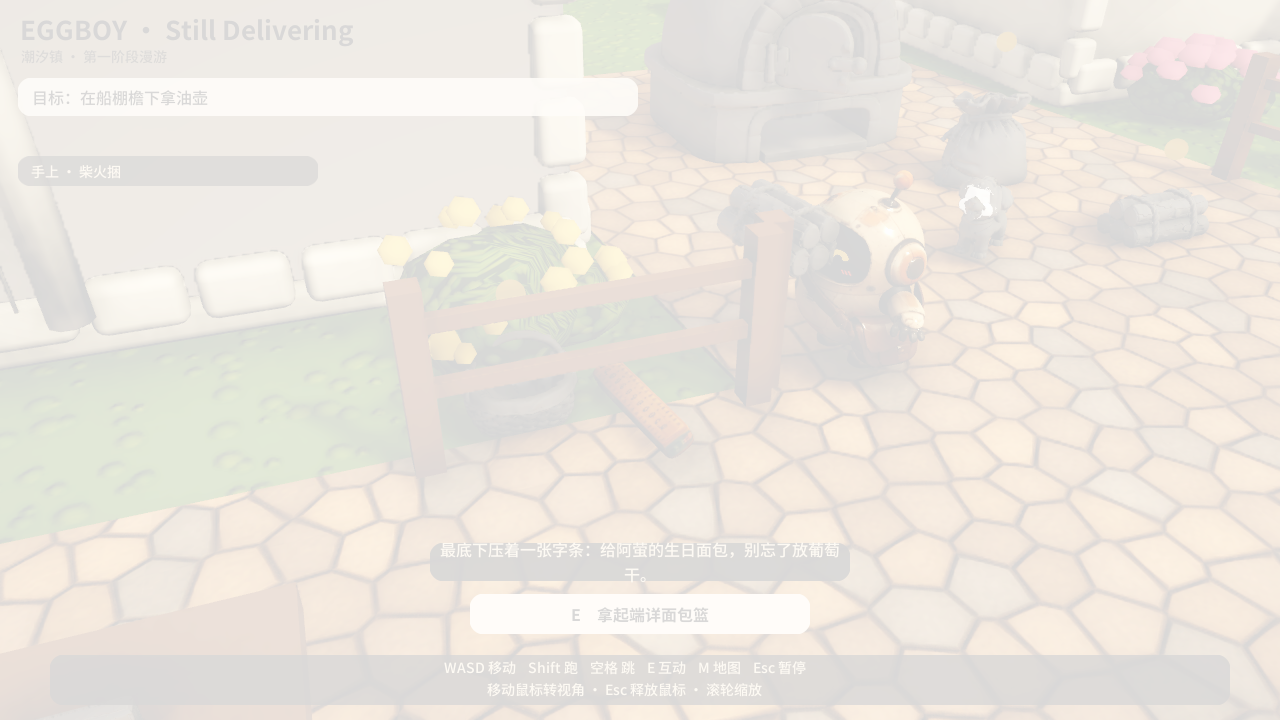 EGGBOY · Still Delivering
潮汐镇 · 第一阶段漫游
目标：在船棚檐下拿油壶
手上 · 柴火捆
最底下压着一张字条：给阿萤的生日面包，别忘了放葡萄
干。
E 拿起端详面包篮
WASD 移动 Shift 跑 空格 跳 E 互动 M 地图 Esc 暂停
移动鼠标转视角 · Esc 释放鼠标 · 滚轮缩放